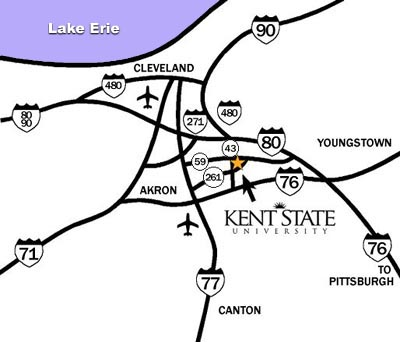 Lake Erie
90
CLEVELAND
480
80
90
271
480
43
80
YOUNGSTOWN
59
261
76
AKRON
KENT STATE
UNIVERSITY
71
76
TO
PITTSBURGH
77
CANTON